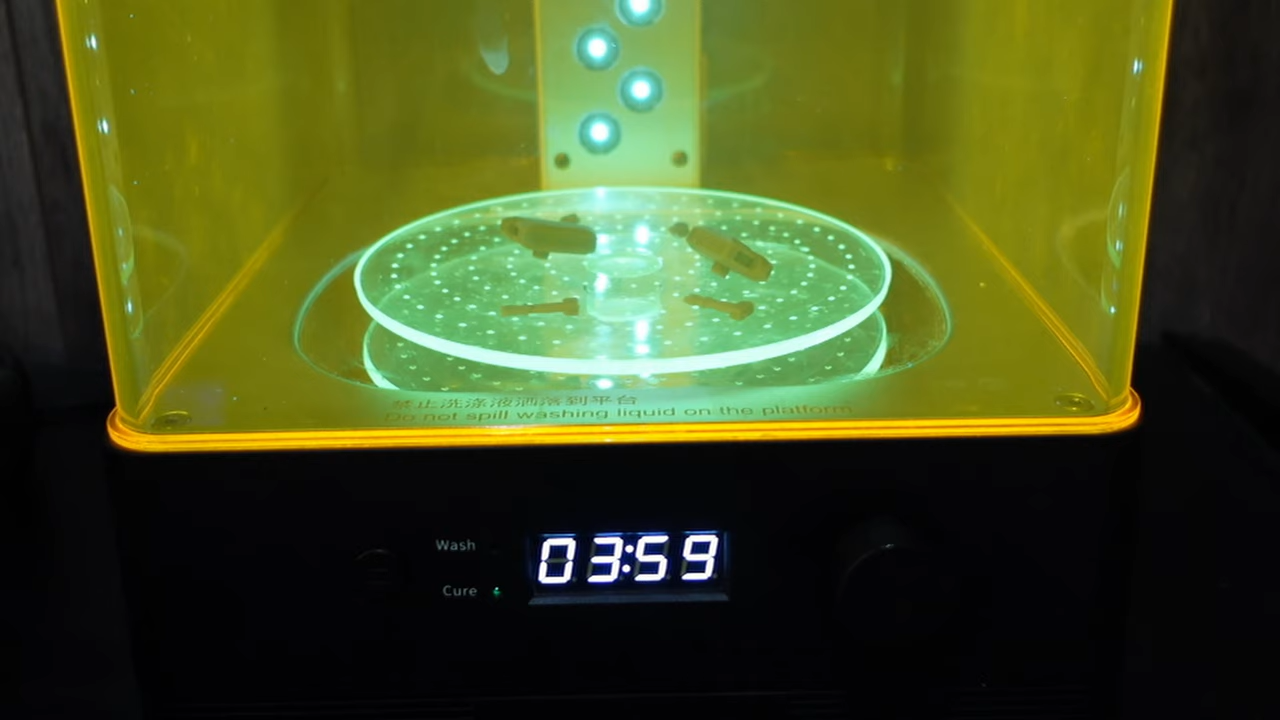 禁止洗涤液洒落到平台
Do not spill washing liquid on the platform
Wash
03:59
Cure